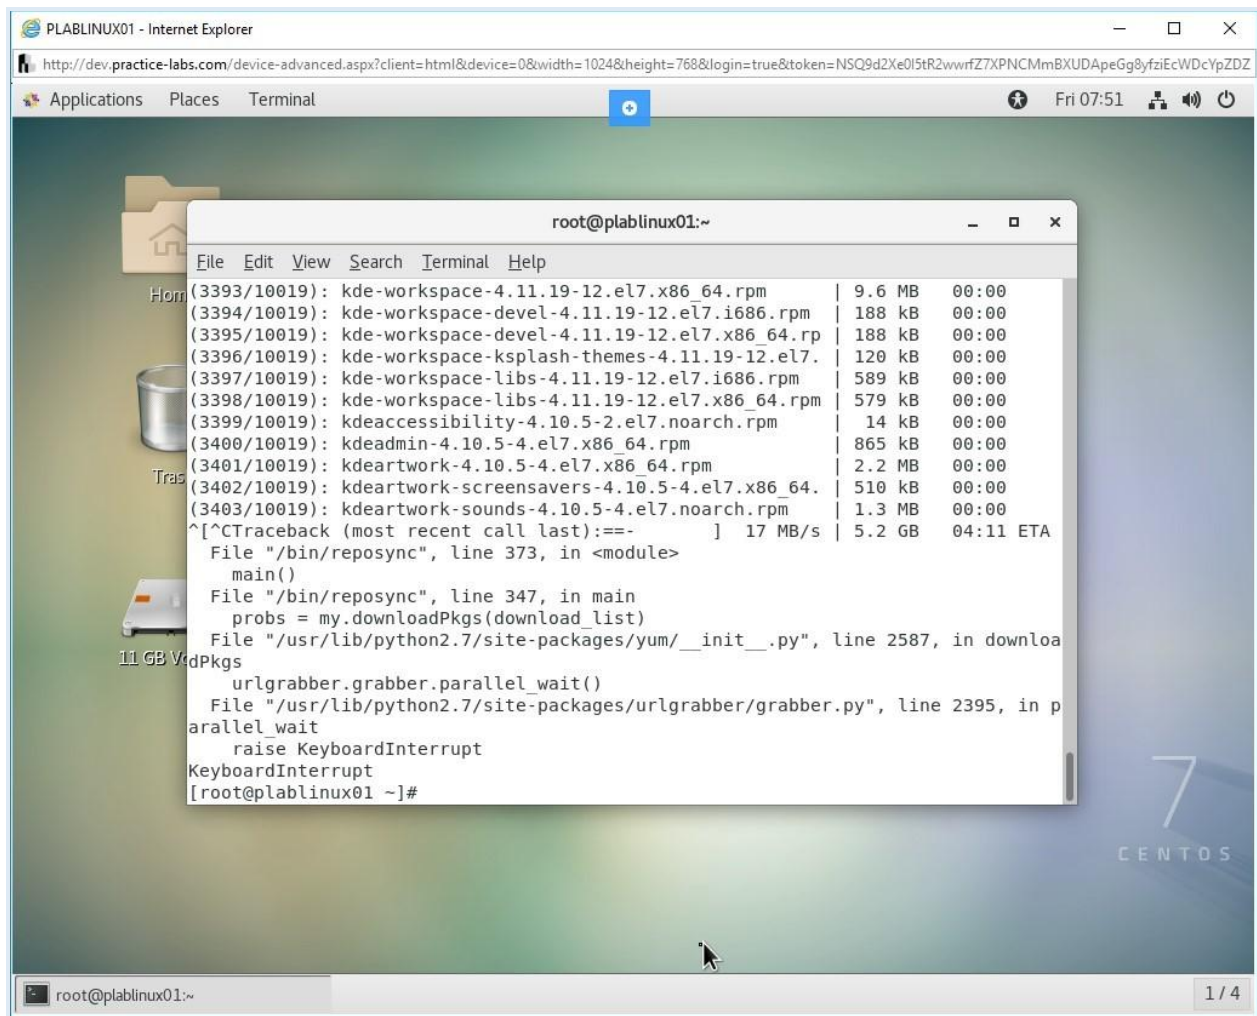 PLABLINUX01 - Internet Explorer
http://dev.practice-labs.com/device-advanced.aspx?client=html&device=0&width=1024&height=768&login=true&token=NSQ9d2Xe0I5tR2wwrfZ7XPNCMmBXUDApeGg8yfziEcWDcYpZDZ
Applications Places Terminal Fri 07:51
root@plablinux01:~
File Edit View Search Terminal Help
Hom
Tras
11 GB Vo
(3393/10019): kde-workspace-4.11.19-12.el7.x86_64.rpm | 9.6 MB 00:00
(3394/10019): kde-workspace-devel-4.11.19-12.el7.i686.rpm | 188 kB 00:00
(3395/10019): kde-workspace-devel-4.11.19-12.el7.x86_64.rp | 188 kB 00:00
(3396/10019): kde-workspace-ksplash-themes-4.11.19-12.el7. | 120 kB 00:00
(3397/10019): kde-workspace-libs-4.11.19-12.el7.i686.rpm | 589 kB 00:00
(3398/10019): kde-workspace-libs-4.11.19-12.el7.x86_64.rpm | 579 kB 00:00
(3399/10019): kdeaccessibility-4.10.5-2.el7.noarch.rpm | 14 kB 00:00
(3400/10019): kdeadmin-4.10.5-4.el7.x86_64.rpm | 865 kB 00:00
(3401/10019): kdeartwork-4.10.5-4.el7.x86_64.rpm | 2.2 MB 00:00
(3402/10019): kdeartwork-screensavers-4.10.5-4.el7.x86_64. | 510 kB 00:00
(3403/10019): kdeartwork-sounds-4.10.5-4.el7.noarch.rpm | 1.3 MB 00:00
^[^CTraceback (most recent call last):==- ] 17 MB/s | 5.2 GB 04:11 ETA
File "/bin/reposync", line 373, in <module>
main()
File "/bin/reposync", line 347, in main
probs = my.downloadPkgs(download_list)
File "/usr/lib/python2.7/site-packages/yum/__init__.py", line 2587, in downloa
dPkgs
urlgrabber.grabber.parallel_wait()
File "/usr/lib/python2.7/site-packages/urlgrabber/grabber.py", line 2395, in p
arallel_wait
raise KeyboardInterrupt
KeyboardInterrupt
[root@plablinux01 ~]#
7
CENTOS
root@plablinux01:~
1 / 4